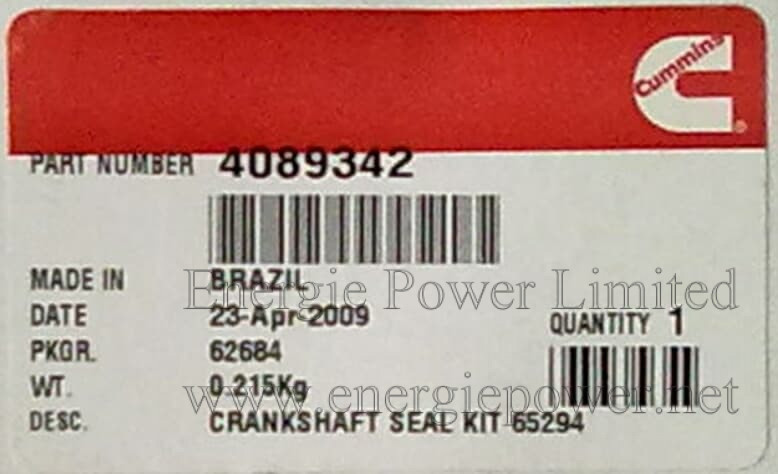 Cummins
PART NUMBER 4089342
MADE IN BRAZIL
Energie Power Limited
DATE 23-Apr-2009
QUANTITY 1
PKGR. 62684
WT. 0.215Kg
www.energiepower.net
DESC. CRANKSHAFT SEAL KIT 65294